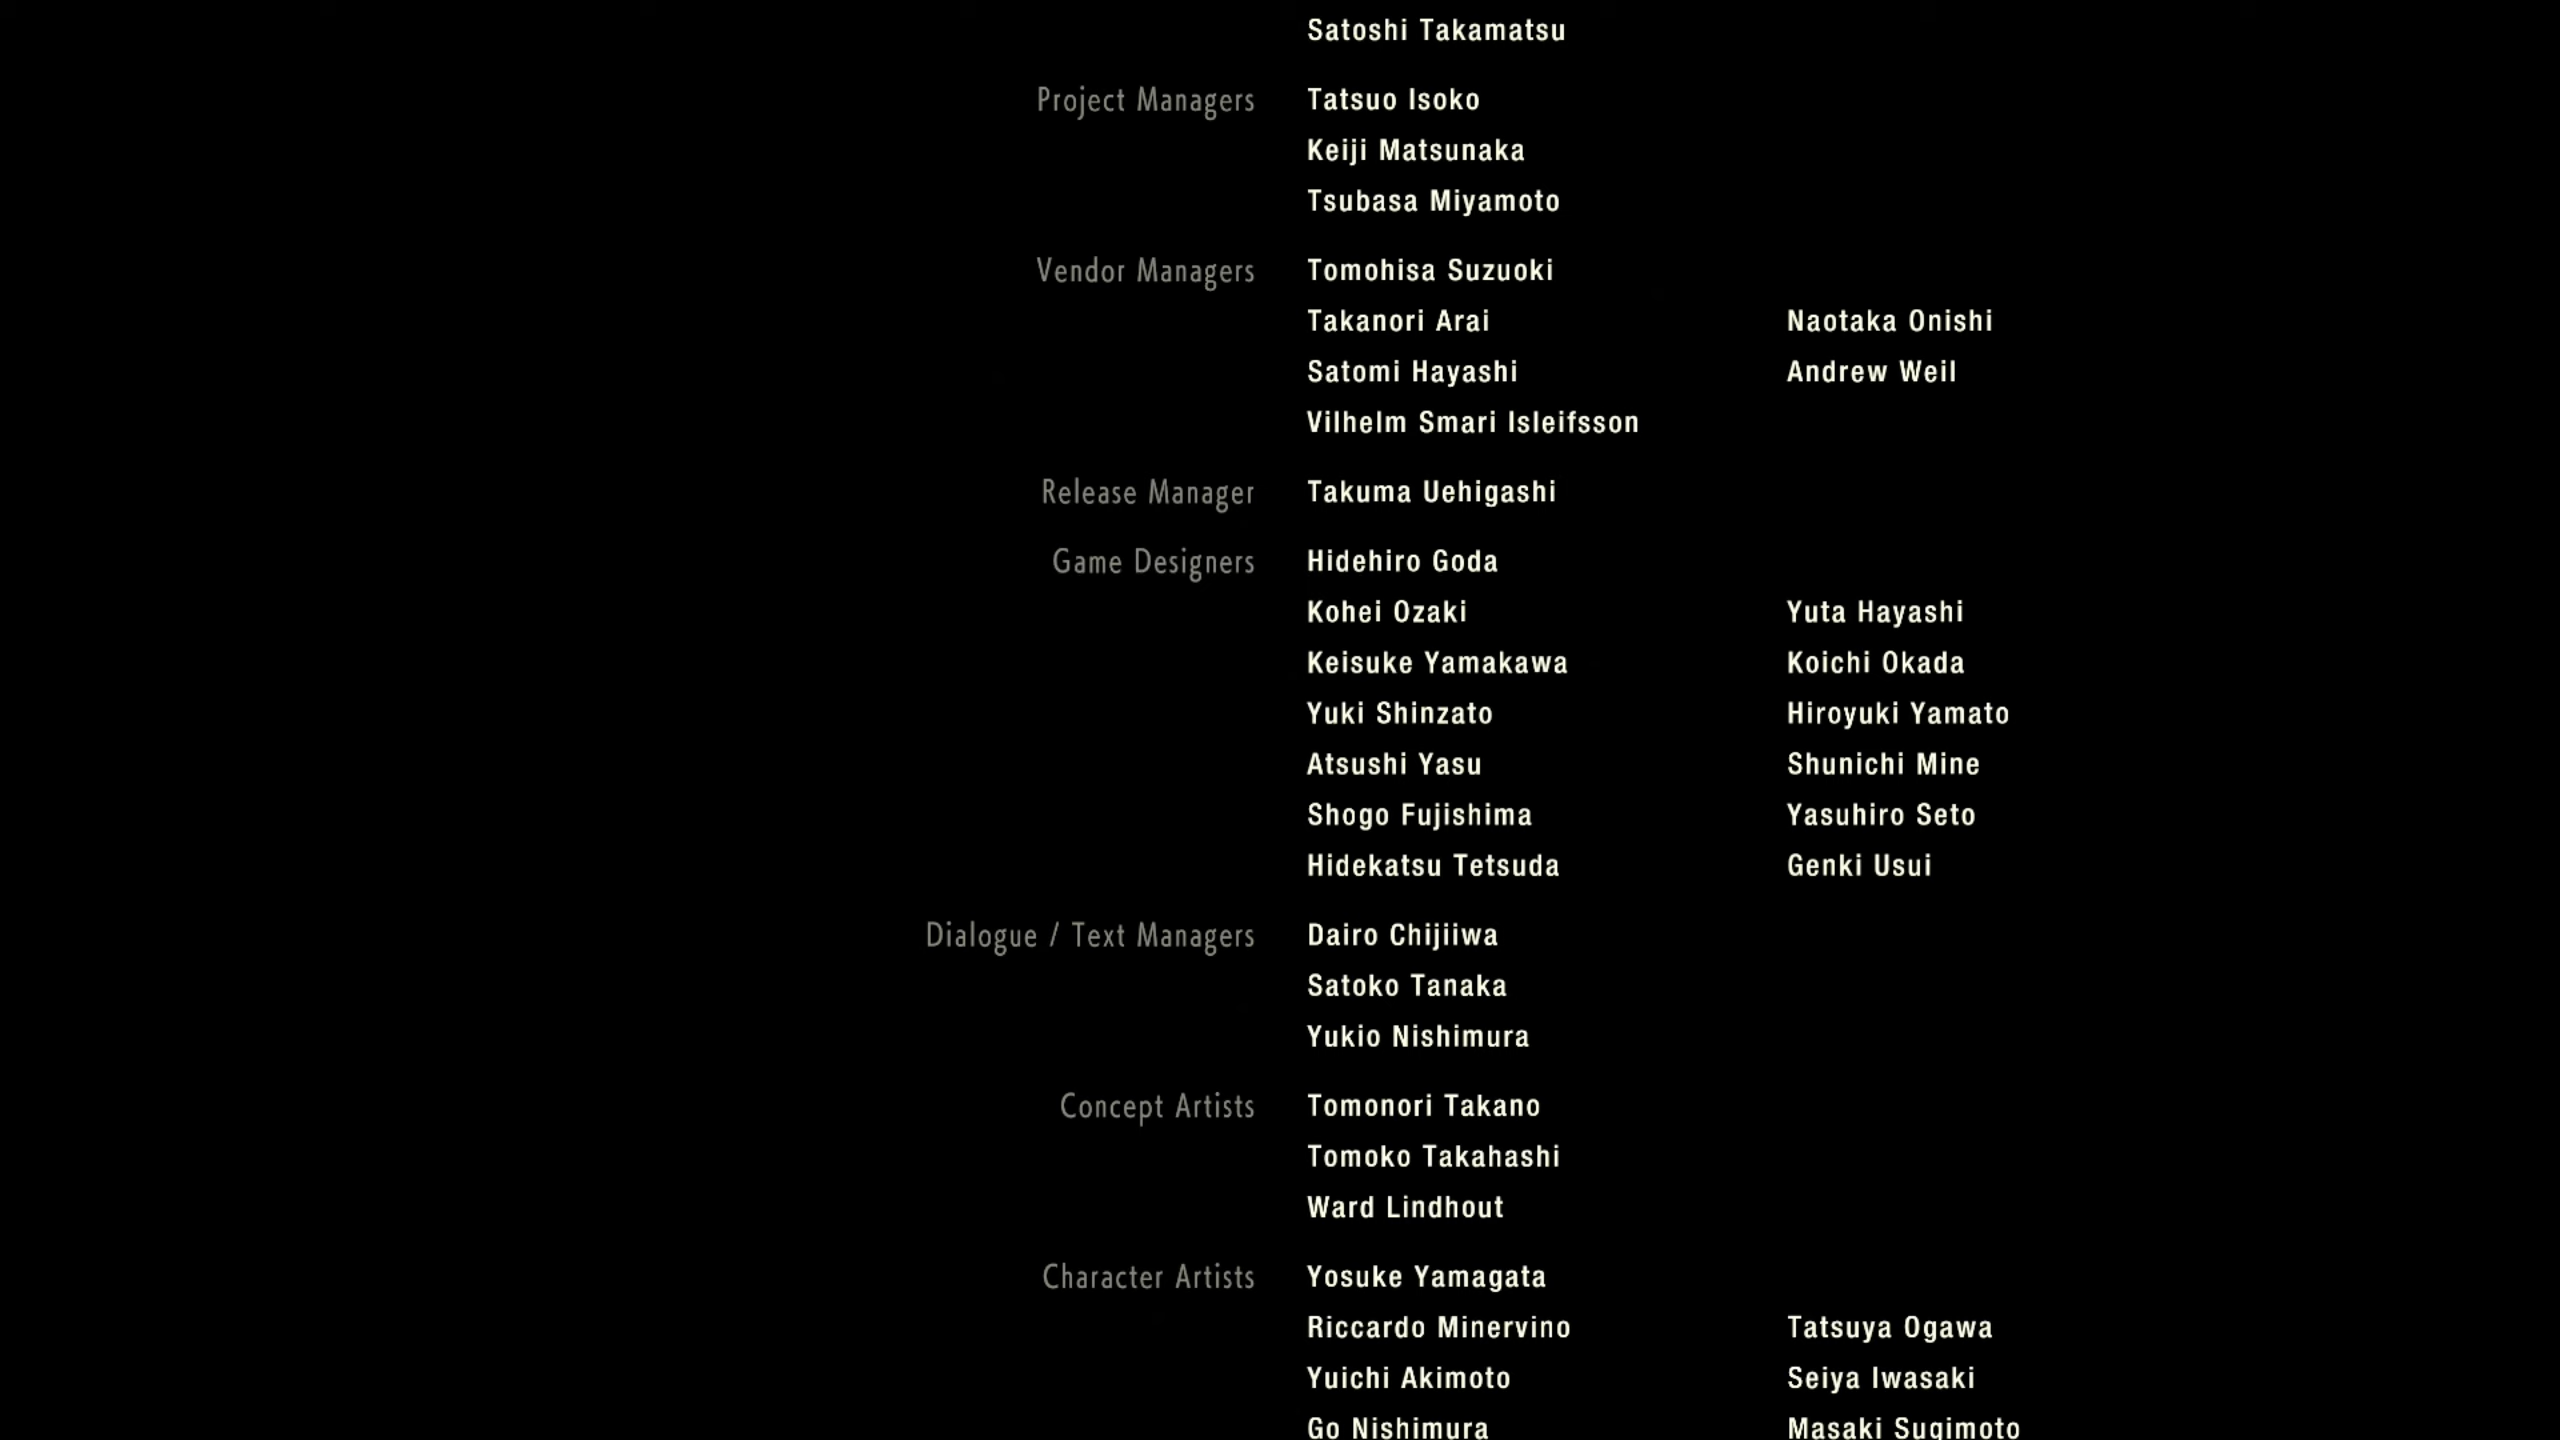 Satoshi Takamatsu
Project Managers Tatsuo Isoko
Keiji Matsunaka
Tsubasa Miyamoto
Vendor Managers Tomohisa Suzuoki
Takanori Arai Naotaka Onishi
Satomi Hayashi Andrew Weil
Vilhelm Smari Isleifsson
Release Manager Takuma Uehigashi
Game Designers Hidehiro Goda
Kohei Ozaki Yuta Hayashi
Keisuke Yamakawa Koichi Okada
Yuki Shinzato Hiroyuki Yamato
Atsushi Yasu Shunichi Mine
Shogo Fujishima Yasuhiro Seto
Hidekatsu Tetsuda Genki Usui
Dialogue / Text Managers Dairo Chijiiwa
Satoko Tanaka
Yukio Nishimura
Concept Artists Tomonori Takano
Tomoko Takahashi
Ward Lindhout
Character Artists Yosuke Yamagata
Riccardo Minervino Tatsuya Ogawa
Yuichi Akimoto Seiya Iwasaki
Go Nishimura Masaki Sugimoto